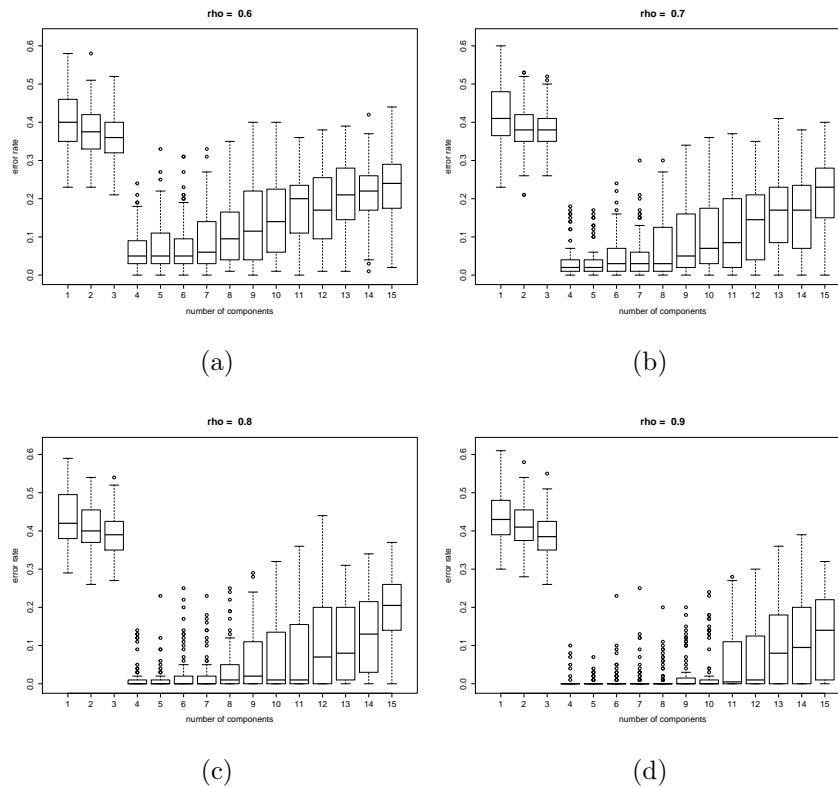 rho = 0.6
error rate
0.0 0.1 0.2 0.3 0.4 0.5 0.6
1 2 3 4 5 6 7 8 9 10 11 12 13 14 15
number of components
(a)
rho = 0.7
error rate
0.0 0.1 0.2 0.3 0.4 0.5 0.6
1 2 3 4 5 6 7 8 9 10 11 12 13 14 15
number of components
(b)
rho = 0.8
error rate
0.0 0.1 0.2 0.3 0.4 0.5 0.6
1 2 3 4 5 6 7 8 9 10 11 12 13 14 15
number of components
(c)
rho = 0.9
error rate
0.0 0.1 0.2 0.3 0.4 0.5 0.6
1 2 3 4 5 6 7 8 9 10 11 12 13 14 15
number of components
(d)